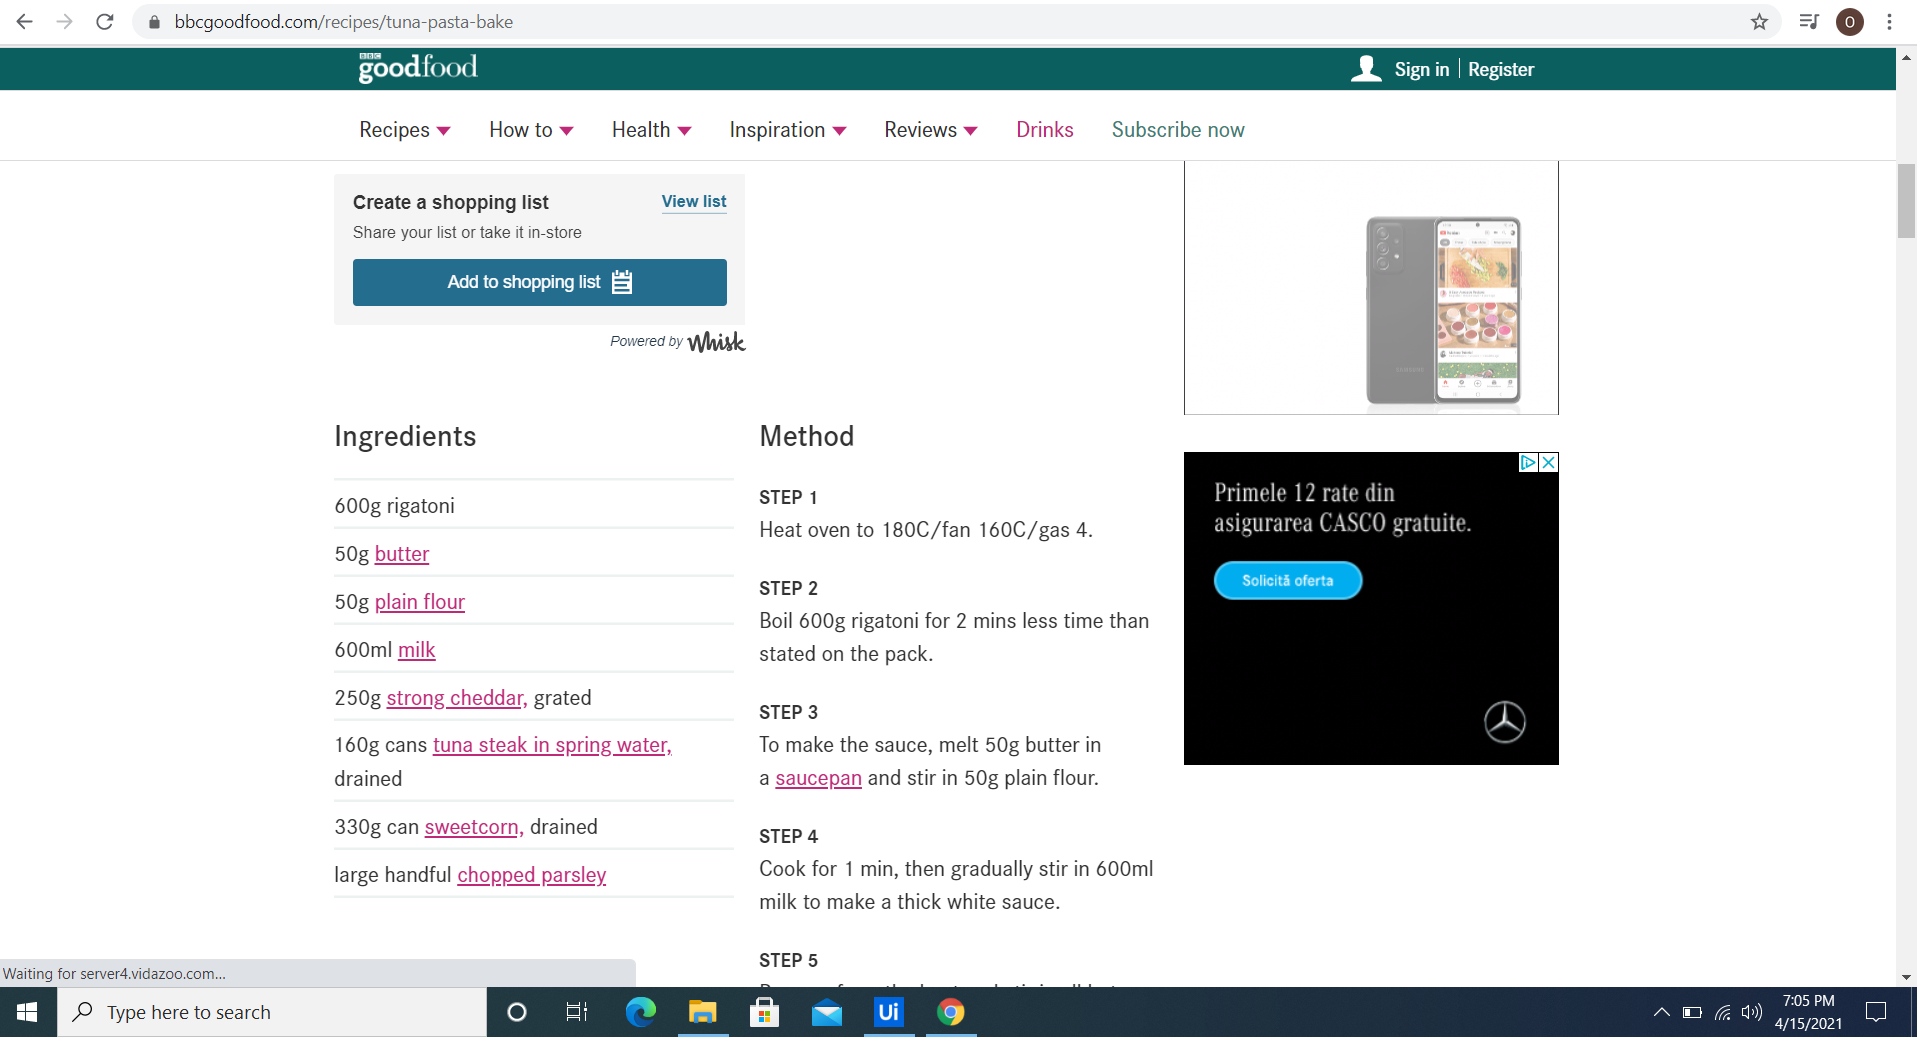 bbcgoodfood.com/recipes/tuna-pasta-bake
O
BBC
goodfood
Sign in
Register
Recipes
How to
Health
Inspiration
Reviews
Drinks
Subscribe now
Create a shopping list
View list
Share your list or take it in-store
Add to shopping list
Powered by Whisk
Ingredients
600g rigatoni
50g butter
50g plain flour
600ml milk
250g strong cheddar, grated
160g cans tuna steak in spring water,
drained
330g can sweetcorn, drained
large handful chopped parsley
Method
STEP 1
Heat oven to 180C/fan 160C/gas 4.
STEP 2
Boil 600g rigatoni for 2 mins less time than
stated on the pack.
STEP 3
To make the sauce, melt 50g butter in
a saucepan and stir in 50g plain flour.
STEP 4
Cook for 1 min, then gradually stir in 600ml
milk to make a thick white sauce.
STEP 5
Primele 12 rate din
asigurarea CASCO gratuite.
Solicită oferta
Waiting for server4.vidazoo.com...
Type here to search
Ui
7:05 PM
4/15/2021